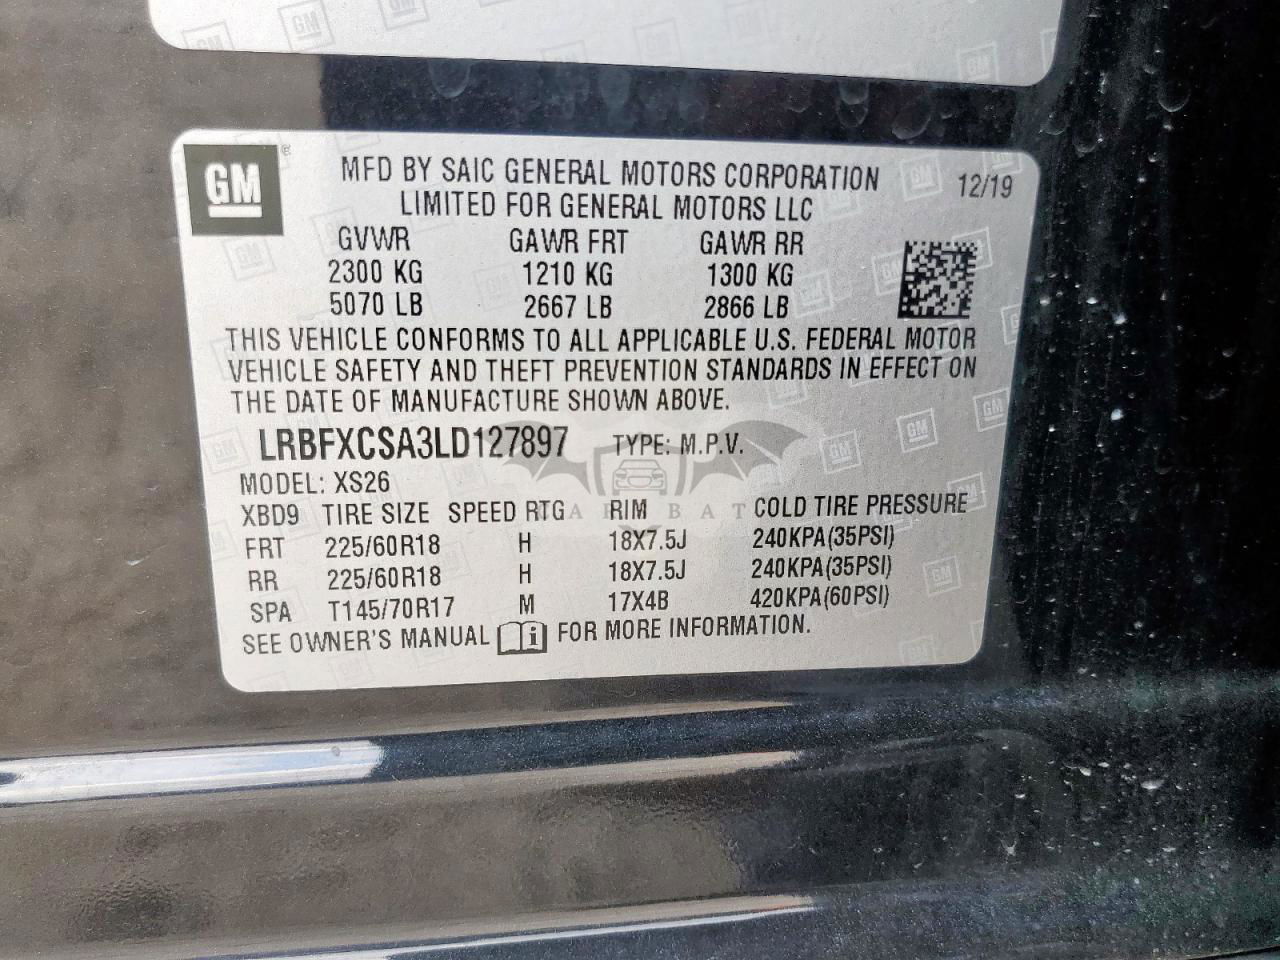 GM
MFD BY SAIC GENERAL MOTORS CORPORATION
LIMITED FOR GENERAL MOTORS LLC
12/19
GVWR GAWR FRT GAWR RR
2300 KG 1210 KG 1300 KG
5070 LB 2667 LB 2866 LB
THIS VEHICLE CONFORMS TO ALL APPLICABLE U.S. FEDERAL MOTOR
VEHICLE SAFETY AND THEFT PREVENTION STANDARDS IN EFFECT ON
THE DATE OF MANUFACTURE SHOWN ABOVE.
LRBFXCSA3LD127897 TYPE: M.P.V.
MODEL: XS26
XBD9 TIRE SIZE SPEED RTG RIM COLD TIRE PRESSURE
FRT 225/60R18 H 18X7.5J 240KPA(35PSI)
RR 225/60R18 H 18X7.5J 240KPA(35PSI)
SPA T145/70R17 M 17X4B 420KPA(60PSI)
SEE OWNER'S MANUAL i FOR MORE INFORMATION.